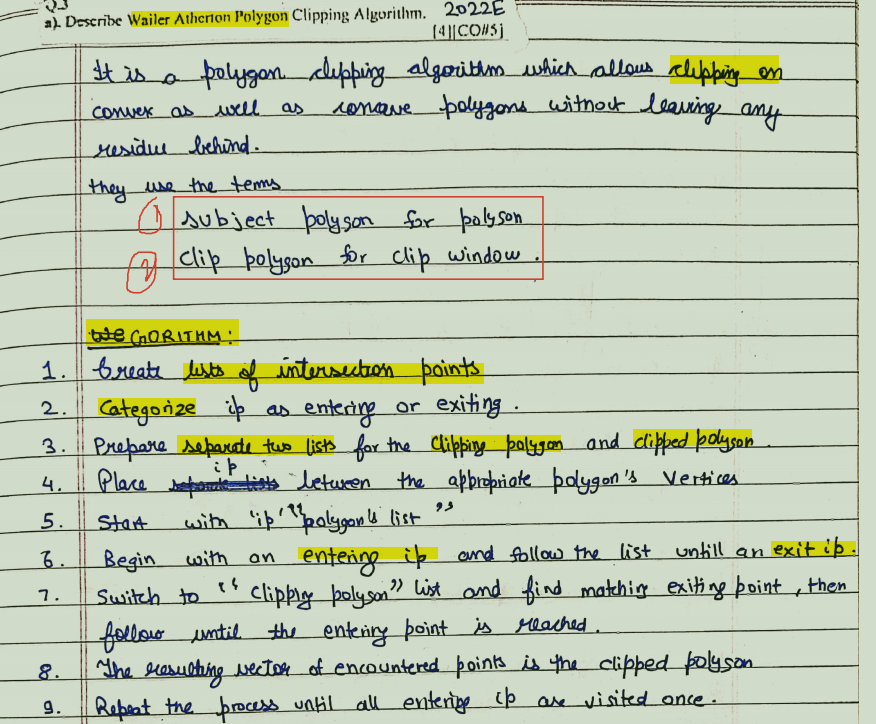 Q3
a). Describe Wailer Atherton Polygon Clipping Algorithm. 2022E
[4][CO#5]
It is a polygon clipping algorithm which allows clipping on
convex as well as concave polygons without leaving any
residue behind.
they use the terms
1 subject polygon for polygon
2 clip polygon for clip window.
GORITHM:
1. Create lists of intersection points
2. Categorize ip as entering or exiting.
3. Prepare separate two lists for the clipping polygon and clipped polygon.
ip
4. Place between the appropriate polygon's vertices
5. Start with "ip" "polygon's list"
6. Begin with an entering ip and follow the list untill an exit ip.
7. Switch to "clipping polygon" list and find matching exiting point, then
follow until the entering point is reached.
8. The resulting vector of encountered points is the clipped polygon
9. Repeat the process until all entering ip are visited once.